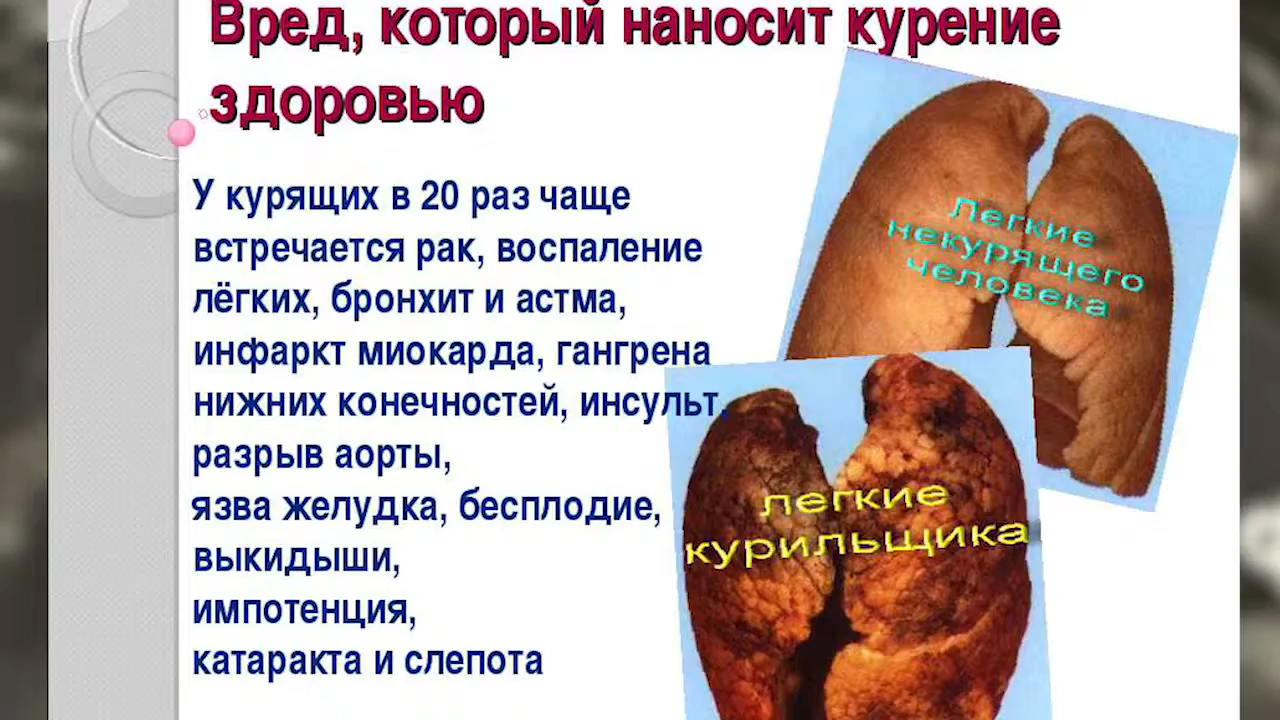 Вред, который наносит курение
здоровью
У курящих в 20 раз чаще
встречается рак, воспаление
лёгких, бронхит и астма,
инфаркт миокарда, гангрена
нижних конечностей, инсульт,
разрыв аорты,
язва желудка, бесплодие,
выкидыши,
импотенция,
катаракта и слепота
Легкие
некурящего
человека
легкие
курильщика